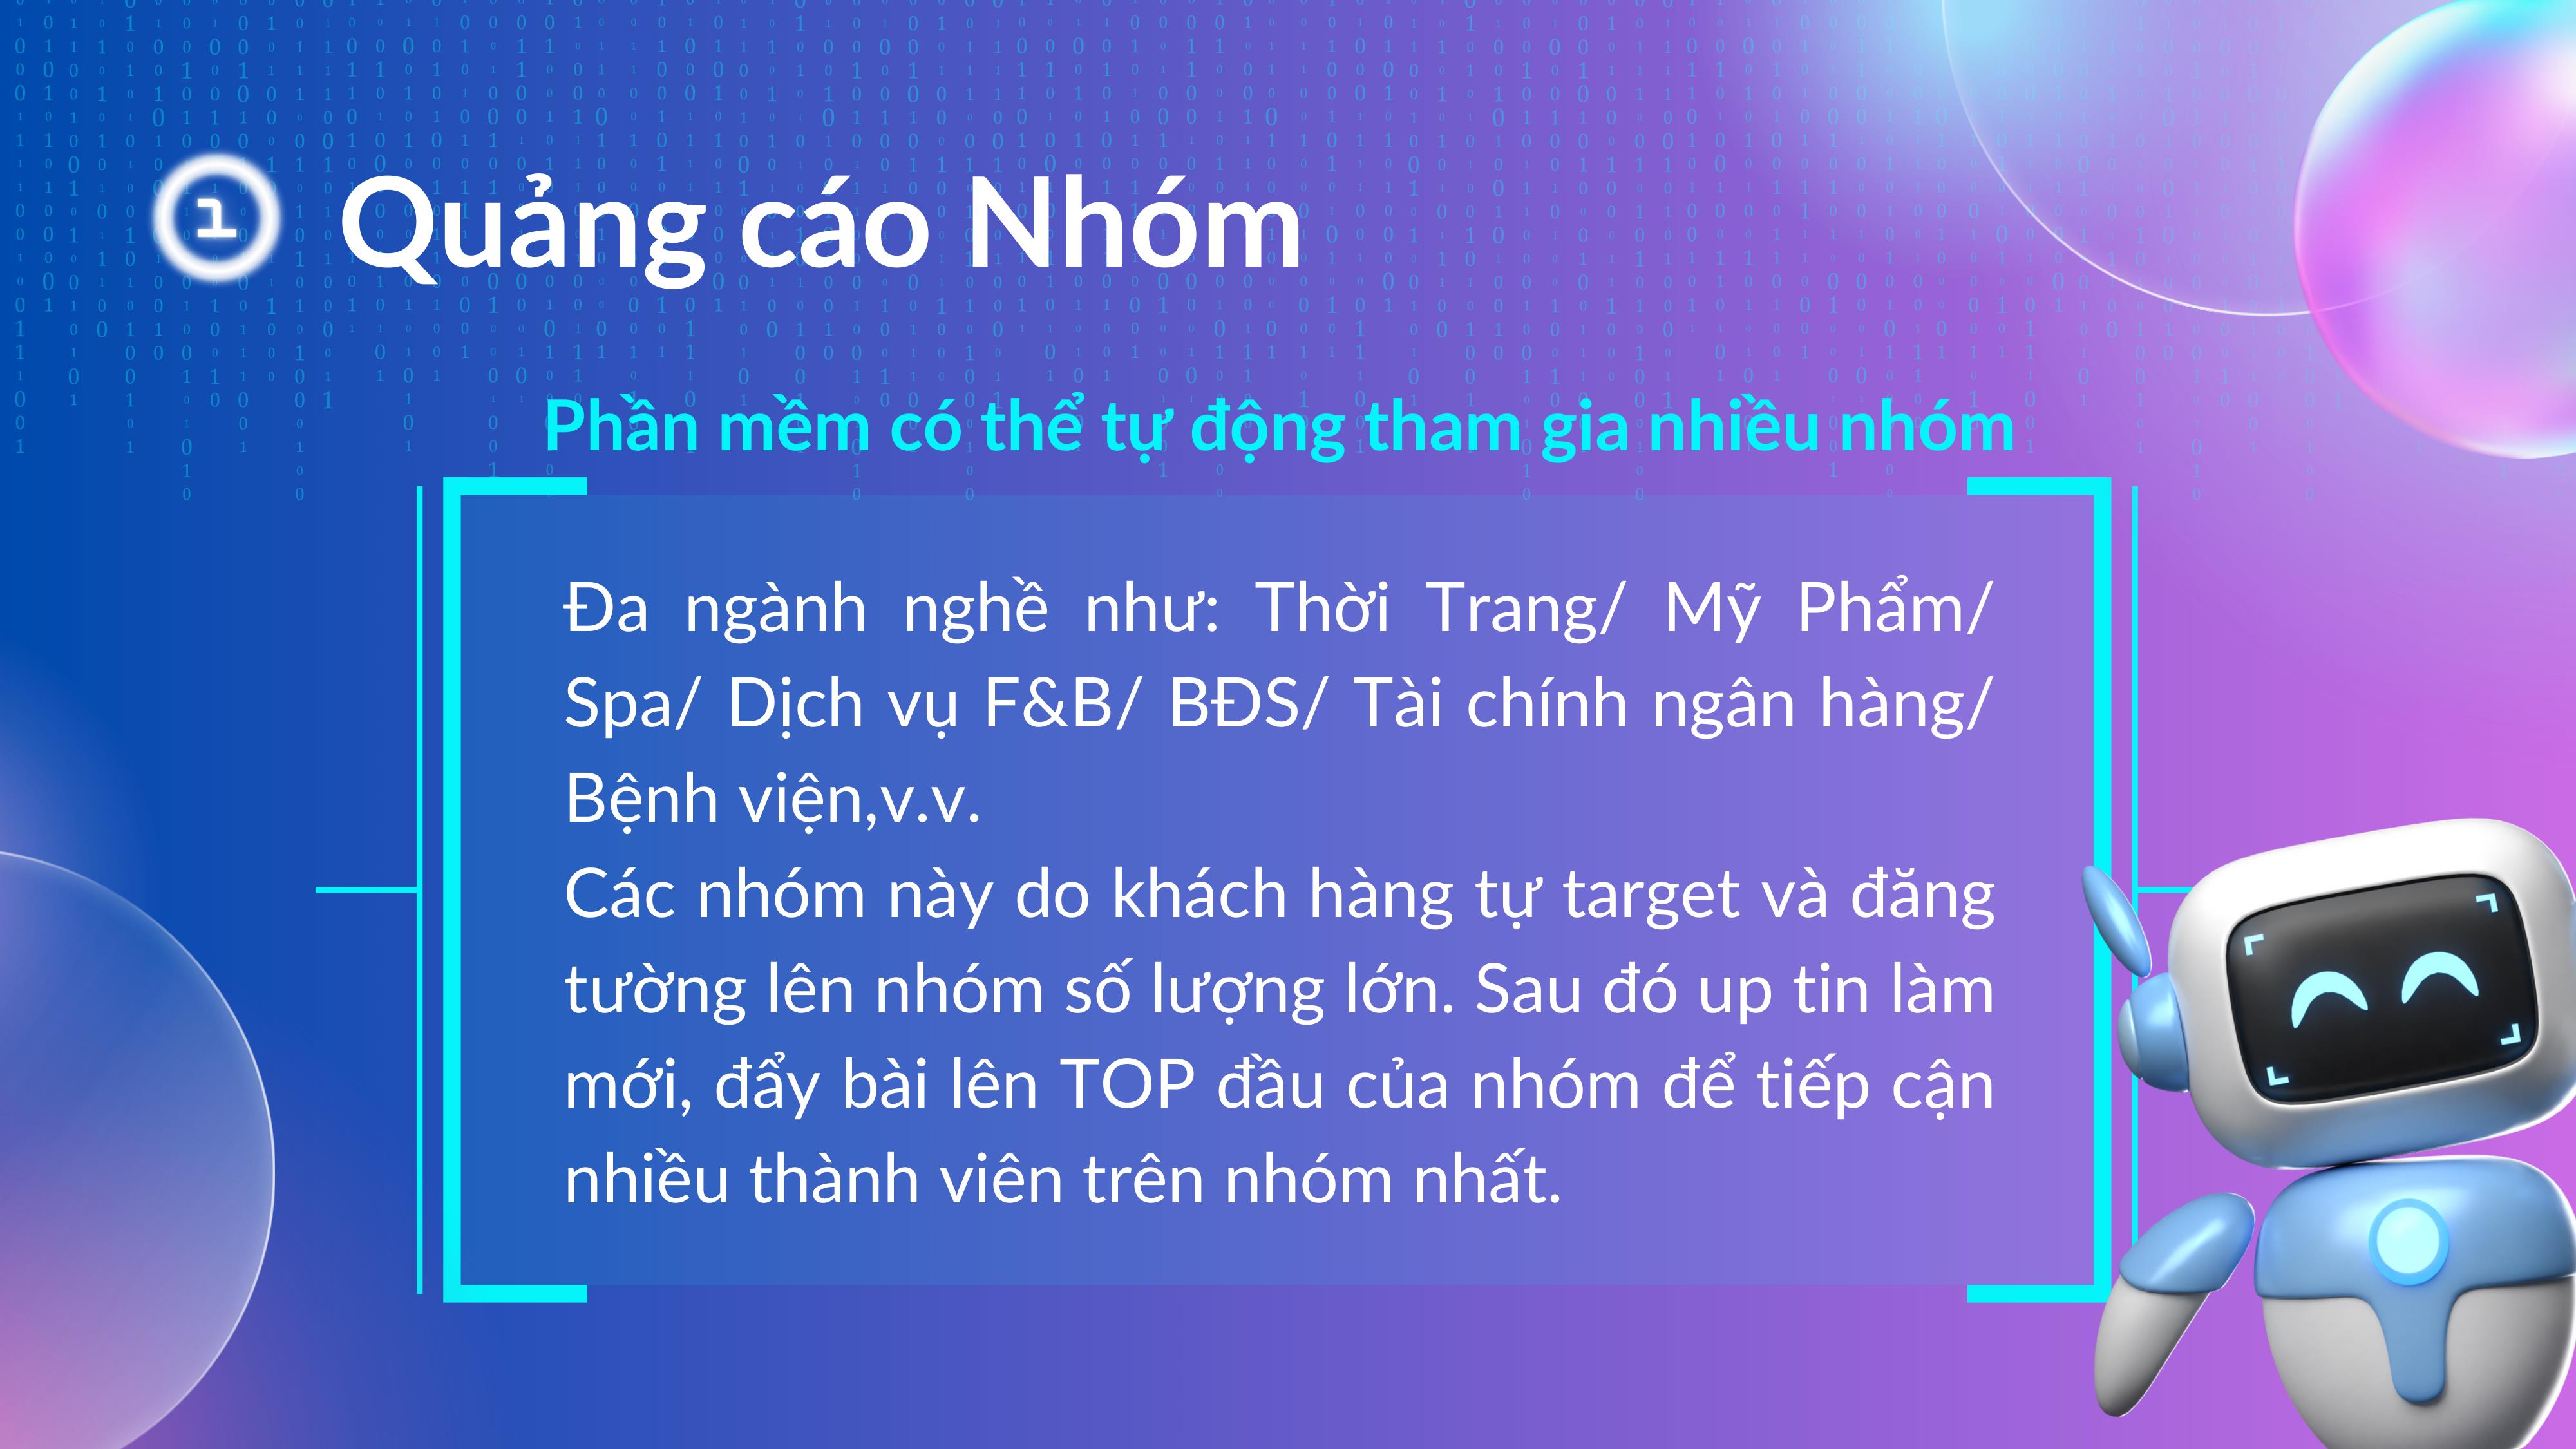 1 Quảng cáo Nhóm
Phần mềm có thể tự động tham gia nhiều nhóm
Đa ngành nghề như: Thời Trang/ Mỹ Phẩm/
Spa/ Dịch vụ F&B/ BĐS/ Tài chính ngân hàng/
Bệnh viện,v.v.
Các nhóm này do khách hàng tự target và đăng
tường lên nhóm số lượng lớn. Sau đó up tin làm
mới, đẩy bài lên TOP đầu của nhóm để tiếp cận
nhiều thành viên trên nhóm nhất.